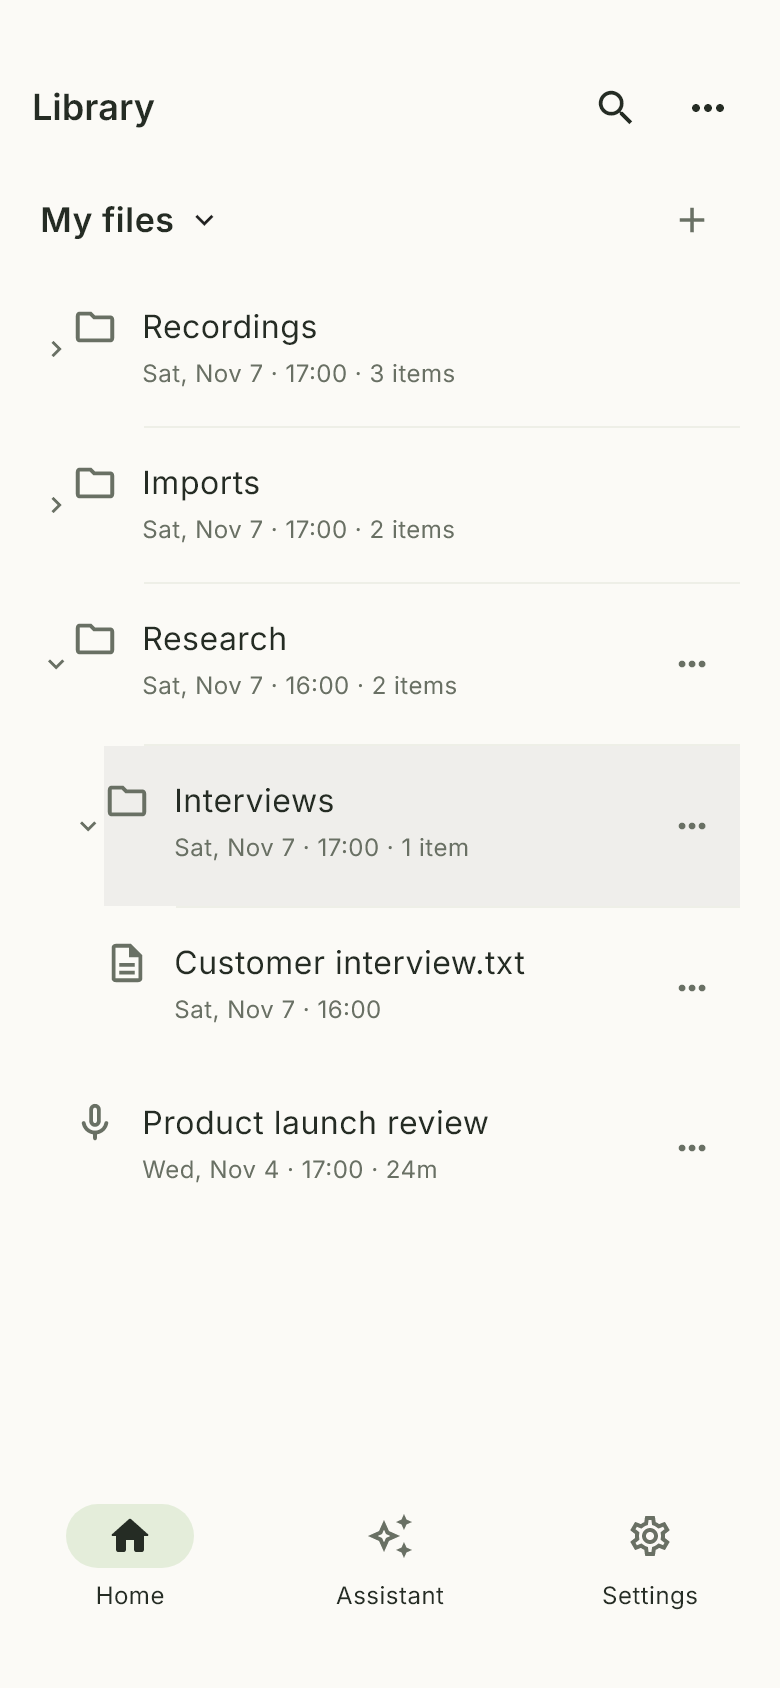 Library
My files
Recordings
Sat, Nov 7 · 17:00 · 3 items
Imports
Sat, Nov 7 · 17:00 · 2 items
Research
Sat, Nov 7 · 16:00 · 2 items
Interviews
Sat, Nov 7 · 17:00 · 1 item
Customer interview.txt
Sat, Nov 7 · 16:00
Product launch review
Wed, Nov 4 · 17:00 · 24m
Home
Assistant
Settings